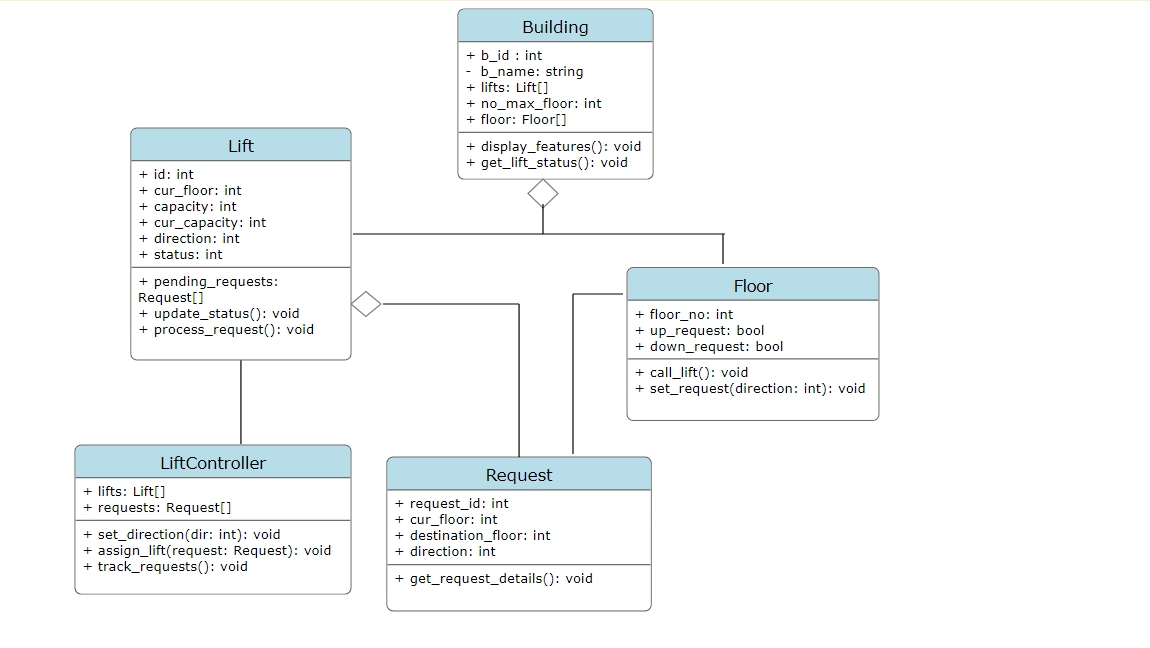 Building
+ b_id : int
- b_name: string
+ lifts: Lift[]
+ no_max_floor: int
+ floor: Floor[]
+ display_features(): void
+ get_lift_status(): void
Lift
+ id: int
+ cur_floor: int
+ capacity: int
+ cur_capacity: int
+ direction: int
+ status: int
+ pending_requests:
Request[]
+ update_status(): void
+ process_request(): void
Floor
+ floor_no: int
+ up_request: bool
+ down_request: bool
+ call_lift(): void
+ set_request(direction: int): void
LiftController
+ lifts: Lift[]
+ requests: Request[]
+ set_direction(dir: int): void
+ assign_lift(request: Request): void
+ track_requests(): void
Request
+ request_id: int
+ cur_floor: int
+ destination_floor: int
+ direction: int
+ get_request_details(): void